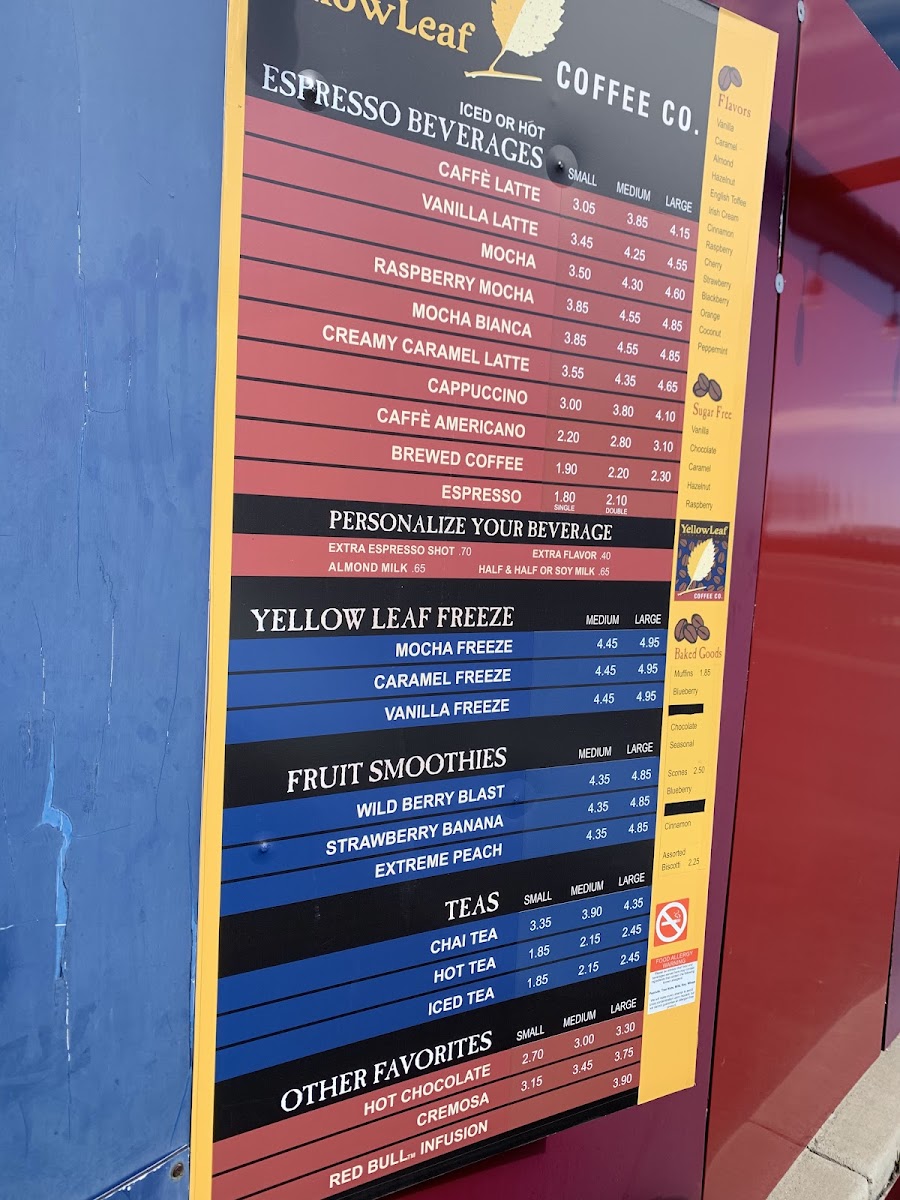 YellowLeaf
COFFEE CO.
ICED OR HOT
ESPRESSO BEVERAGES
SMALL MEDIUM LARGE
CAFFÈ LATTE 3.05 3.85 4.15
VANILLA LATTE 3.45 4.25 4.55
MOCHA 3.50 4.30 4.60
RASPBERRY MOCHA 3.85 4.55 4.85
MOCHA BIANCA 3.85 4.55 4.85
CREAMY CARAMEL LATTE 3.55 4.35 4.65
CAPPUCCINO 3.00 3.80 4.10
CAFFÈ AMERICANO 2.20 2.80 3.10
BREWED COFFEE 1.90 2.20 2.30
ESPRESSO 1.80 2.10
SINGLE DOUBLE
PERSONALIZE YOUR BEVERAGE
EXTRA ESPRESSO SHOT .70 EXTRA FLAVOR .40
ALMOND MILK .65 HALF & HALF OR SOY MILK .65
YELLOW LEAF FREEZE MEDIUM LARGE
MOCHA FREEZE 4.45 4.95
CARAMEL FREEZE 4.45 4.95
VANILLA FREEZE 4.45 4.95
FRUIT SMOOTHIES MEDIUM LARGE
WILD BERRY BLAST 4.35 4.85
STRAWBERRY BANANA 4.35 4.85
EXTREME PEACH 4.35 4.85
TEAS SMALL MEDIUM LARGE
CHAI TEA 3.35 3.90 4.35
HOT TEA 1.85 2.15 2.45
ICED TEA 1.85 2.15 2.45
OTHER FAVORITES SMALL MEDIUM LARGE
HOT CHOCOLATE 2.70 3.00 3.30
CREMOSA 3.15 3.45 3.75
RED BULL™ INFUSION 3.90
Flavors
Vanilla
Caramel
Almond
Hazelnut
English Toffee
Irish Cream
Cinnamon
Raspberry
Cherry
Strawberry
Blackberry
Orange
Coconut
Peppermint
Sugar Free
Vanilla
Chocolate
Caramel
Hazelnut
Raspberry
YellowLeaf
COFFEE CO.
Baked Goods
Muffins 1.85
Blueberry
Chocolate
Seasonal
Scones 2.50
Blueberry
Cinnamon
Assorted
Biscotti 2.25
FOOD ALLERGY
WARNING